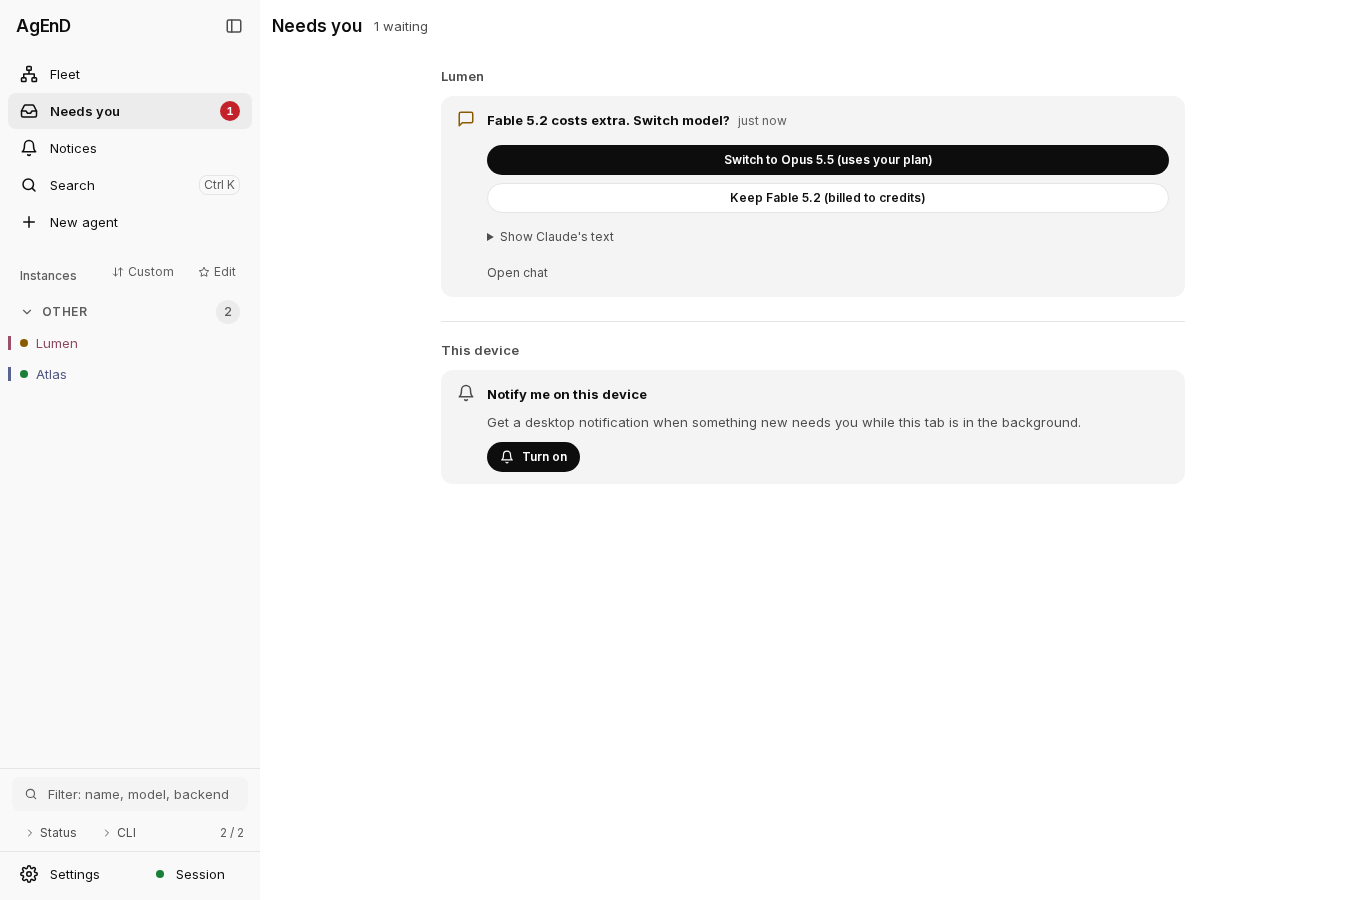 AgEnD
Fleet
Needs you
1
Notices
Search
Ctrl K
New agent
Instances
Custom
Edit
OTHER
2
Lumen
Atlas
Filter: name, model, backend
Status
CLI
2 / 2
Settings
Session
Needs you
1 waiting
Lumen
Fable 5.2 costs extra. Switch model? just now
Switch to Opus 5.5 (uses your plan)
Keep Fable 5.2 (billed to credits)
Show Claude's text
Open chat
This device
Notify me on this device
Get a desktop notification when something new needs you while this tab is in the background.
Turn on